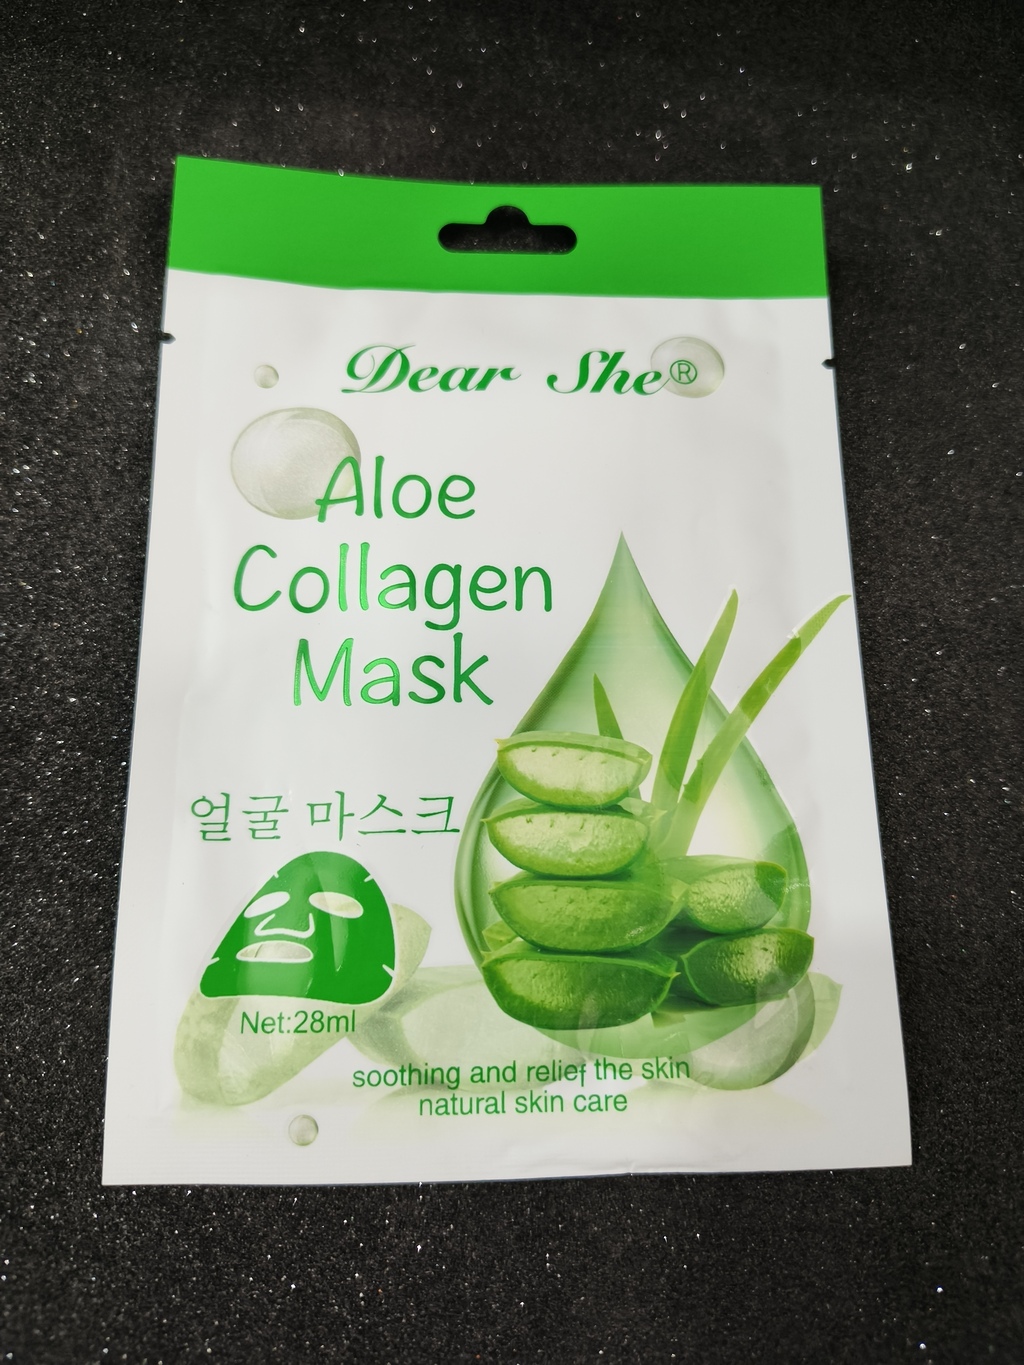 Dear She®
Aloe
Collagen
Mask
얼굴 마스크
Net:28ml
soothing and relief the skin
natural skin care